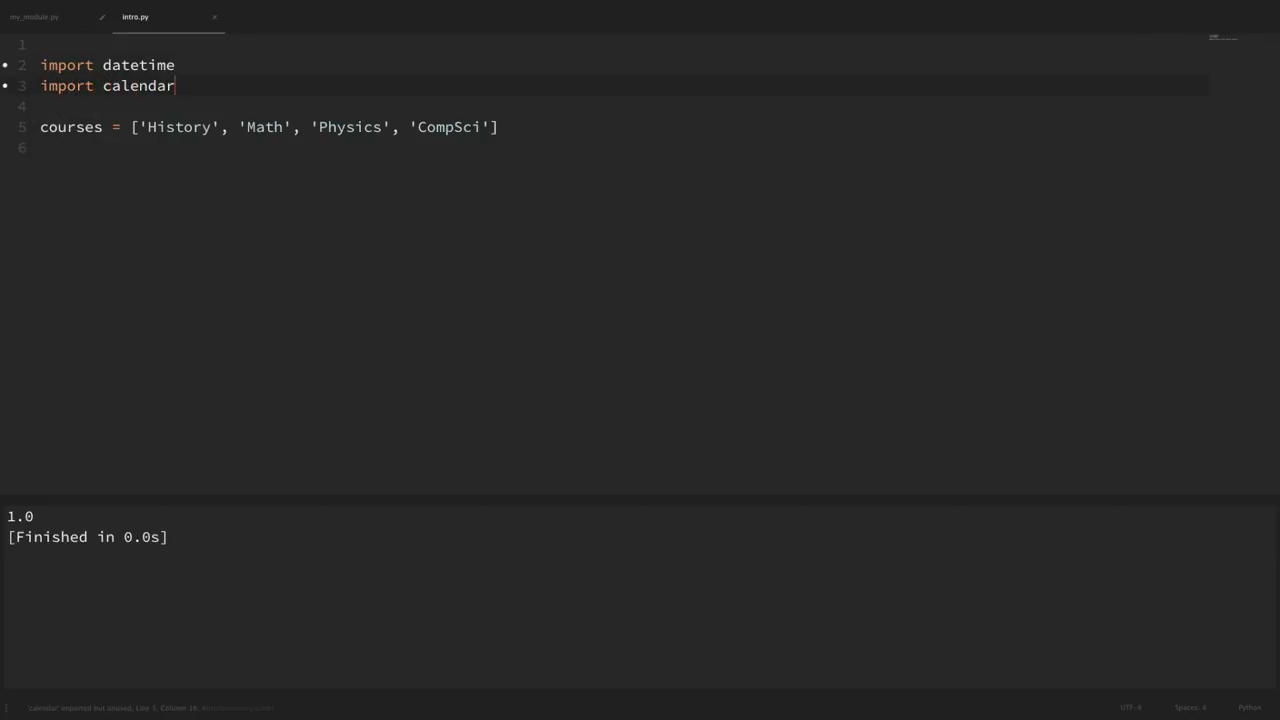 my_module.py
intro.py ×
1
2 import datetime
3 import calendar
4
5 courses = ['History', 'Math', 'Physics', 'CompSci']
6
1.0
[Finished in 0.0s]
'calendar' imported but unused, Line 3, Column 16,
UTF-8 Spaces: 4 Python